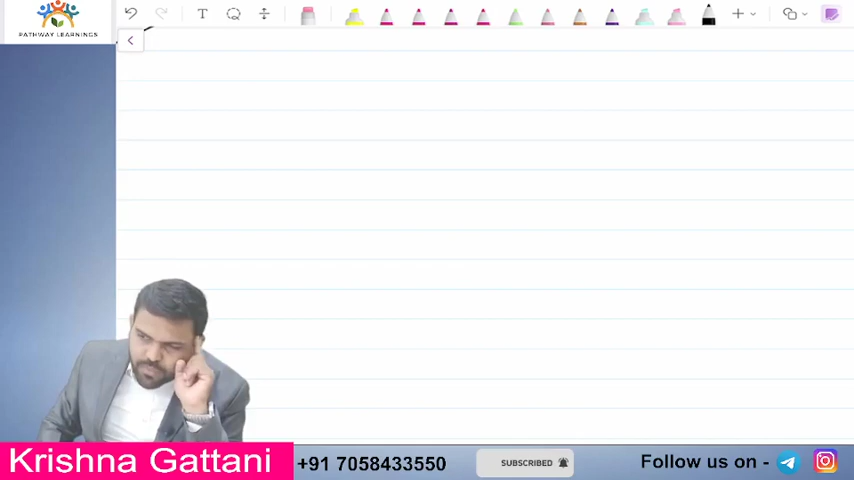 PATHWAY LEARNINGS
T
Krishna Gattani
+91 7058433550
SUBSCRIBED
Follow us on -